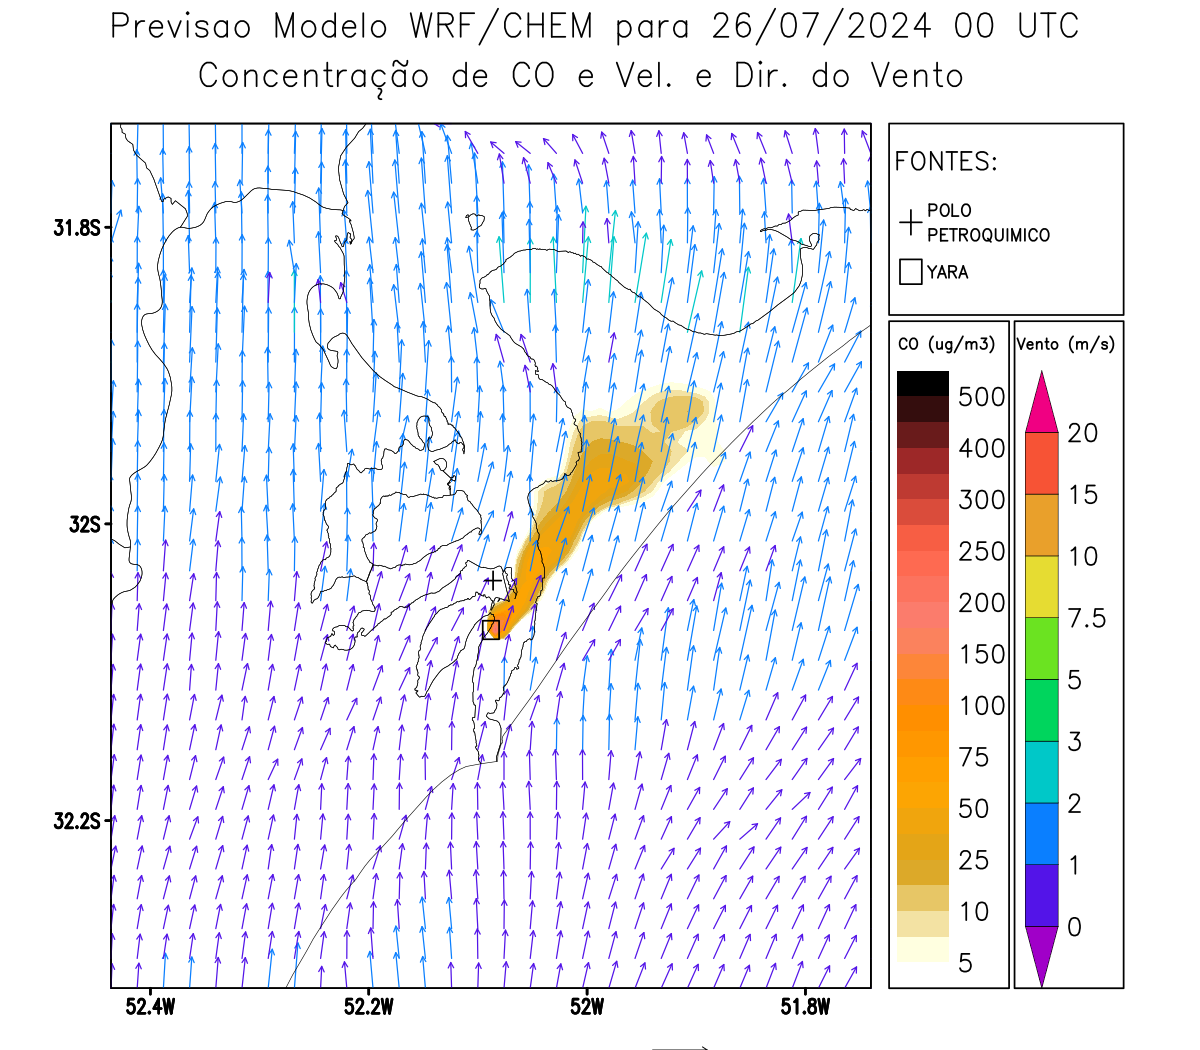 Previsao Modelo WRF/CHEM para 26/07/2024 00 UTC
Concentração de CO e Vel. e Dir. do Vento
FONTES:
POLO
PETROQUIMICO
YARA
CO (ug/m3)
500
400
300
250
200
150
100
75
50
25
10
5
Vento (m/s)
20
15
10
7.5
5
3
2
1
0
31.8S
32S
32.2S
52.4W
52.2W
52W
51.8W